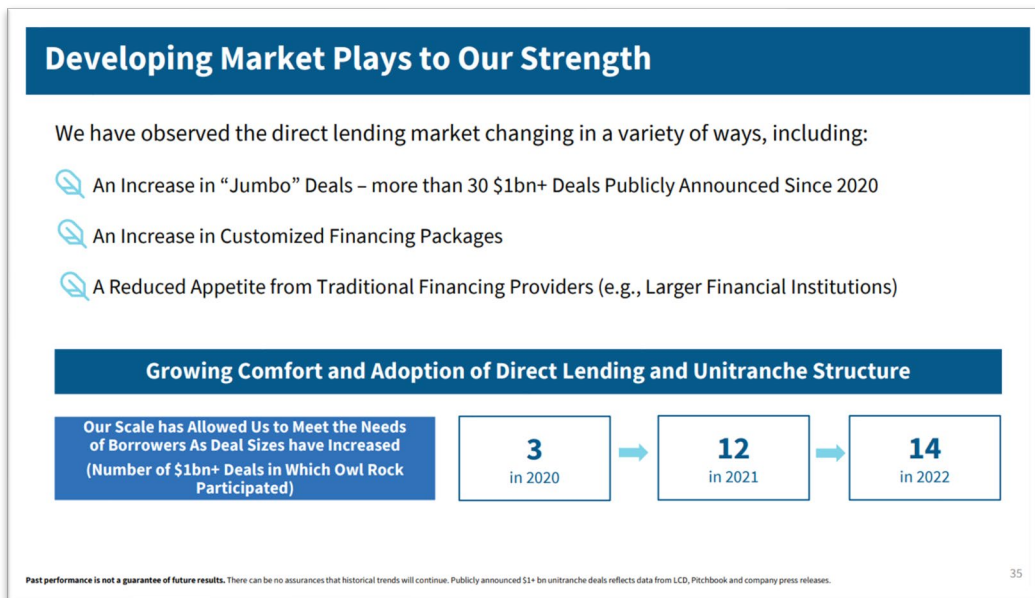 Developing Market Plays to Our Strength
We have observed the direct lending market changing in a variety of ways, including:
An Increase in “Jumbo” Deals – more than 30 $1bn+ Deals Publicly Announced Since 2020
An Increase in Customized Financing Packages
A Reduced Appetite from Traditional Financing Providers (e.g., Larger Financial Institutions)
Growing Comfort and Adoption of Direct Lending and Unitranche Structure
Our Scale has Allowed Us to Meet the Needs
of Borrowers As Deal Sizes have Increased
(Number of $1bn+ Deals in Which Owl Rock
Participated)
3
in 2020
12
in 2021
14
in 2022
Past performance is not a guarantee of future results. There can be no assurances that historical trends will continue. Publicly announced $1+ bn unitranche deals reflects data from LCD, Pitchbook and company press releases.
35